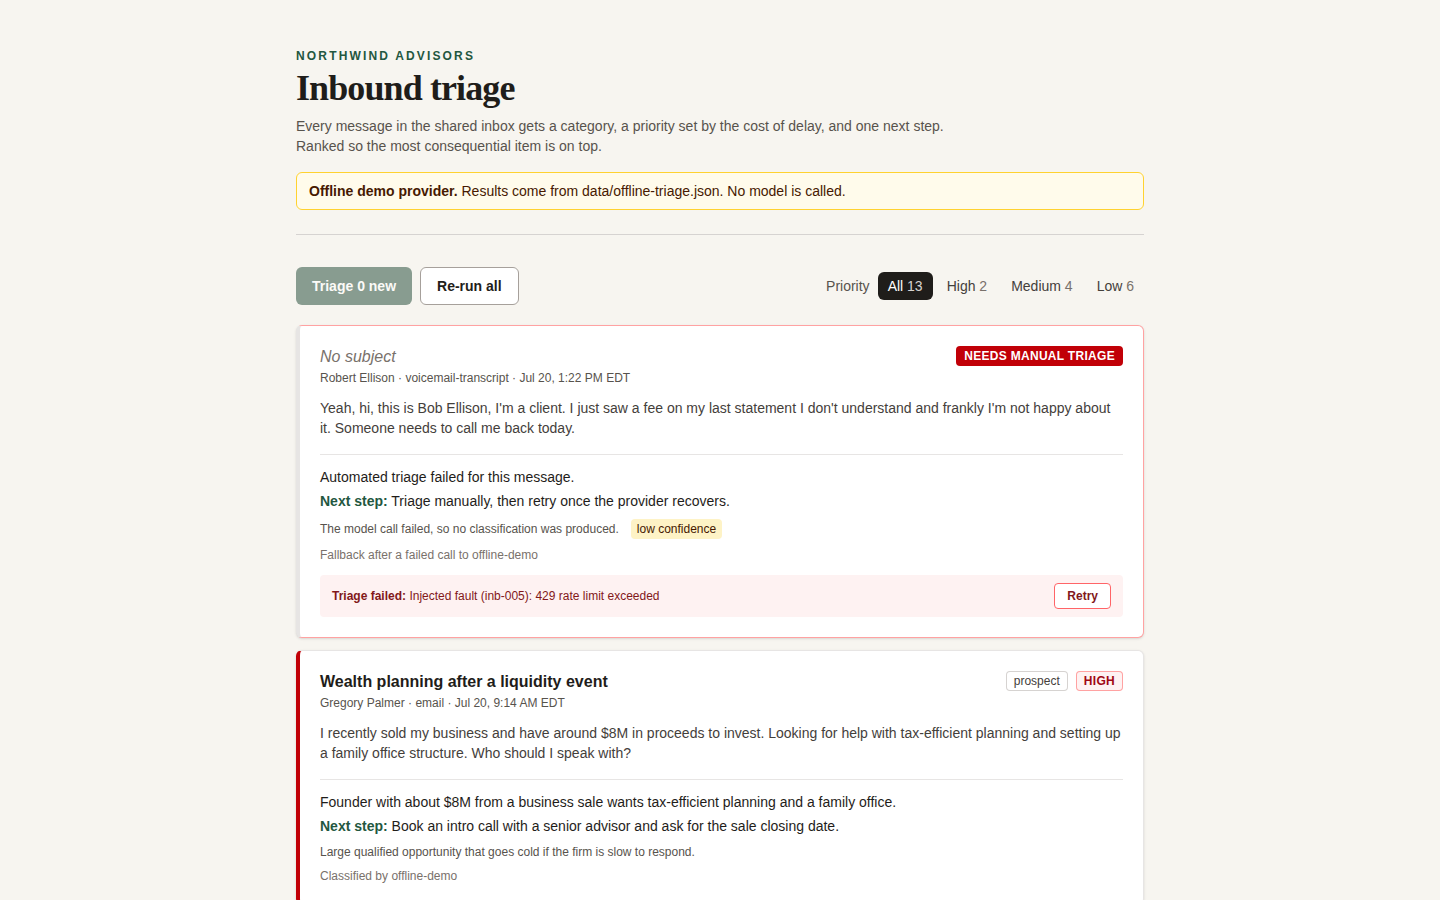 NORTHWIND ADVISORS
Inbound triage
Every message in the shared inbox gets a category, a priority set by the cost of delay, and one next step.
Ranked so the most consequential item is on top.
Offline demo provider. Results come from data/offline-triage.json. No model is called.
Triage 0 new Re-run all Priority All 13 High 2 Medium 4 Low 6
No subject NEEDS MANUAL TRIAGE
Robert Ellison · voicemail-transcript · Jul 20, 1:22 PM EDT
Yeah, hi, this is Bob Ellison, I'm a client. I just saw a fee on my last statement I don't understand and frankly I'm not happy about
it. Someone needs to call me back today.
Automated triage failed for this message.
Next step: Triage manually, then retry once the provider recovers.
The model call failed, so no classification was produced. low confidence
Fallback after a failed call to offline-demo
Triage failed: Injected fault (inb-005): 429 rate limit exceeded Retry
Wealth planning after a liquidity event prospect HIGH
Gregory Palmer · email · Jul 20, 9:14 AM EDT
I recently sold my business and have around $8M in proceeds to invest. Looking for help with tax-efficient planning and setting up
a family office structure. Who should I speak with?
Founder with about $8M from a business sale wants tax-efficient planning and a family office.
Next step: Book an intro call with a senior advisor and ask for the sale closing date.
Large qualified opportunity that goes cold if the firm is slow to respond.
Classified by offline-demo